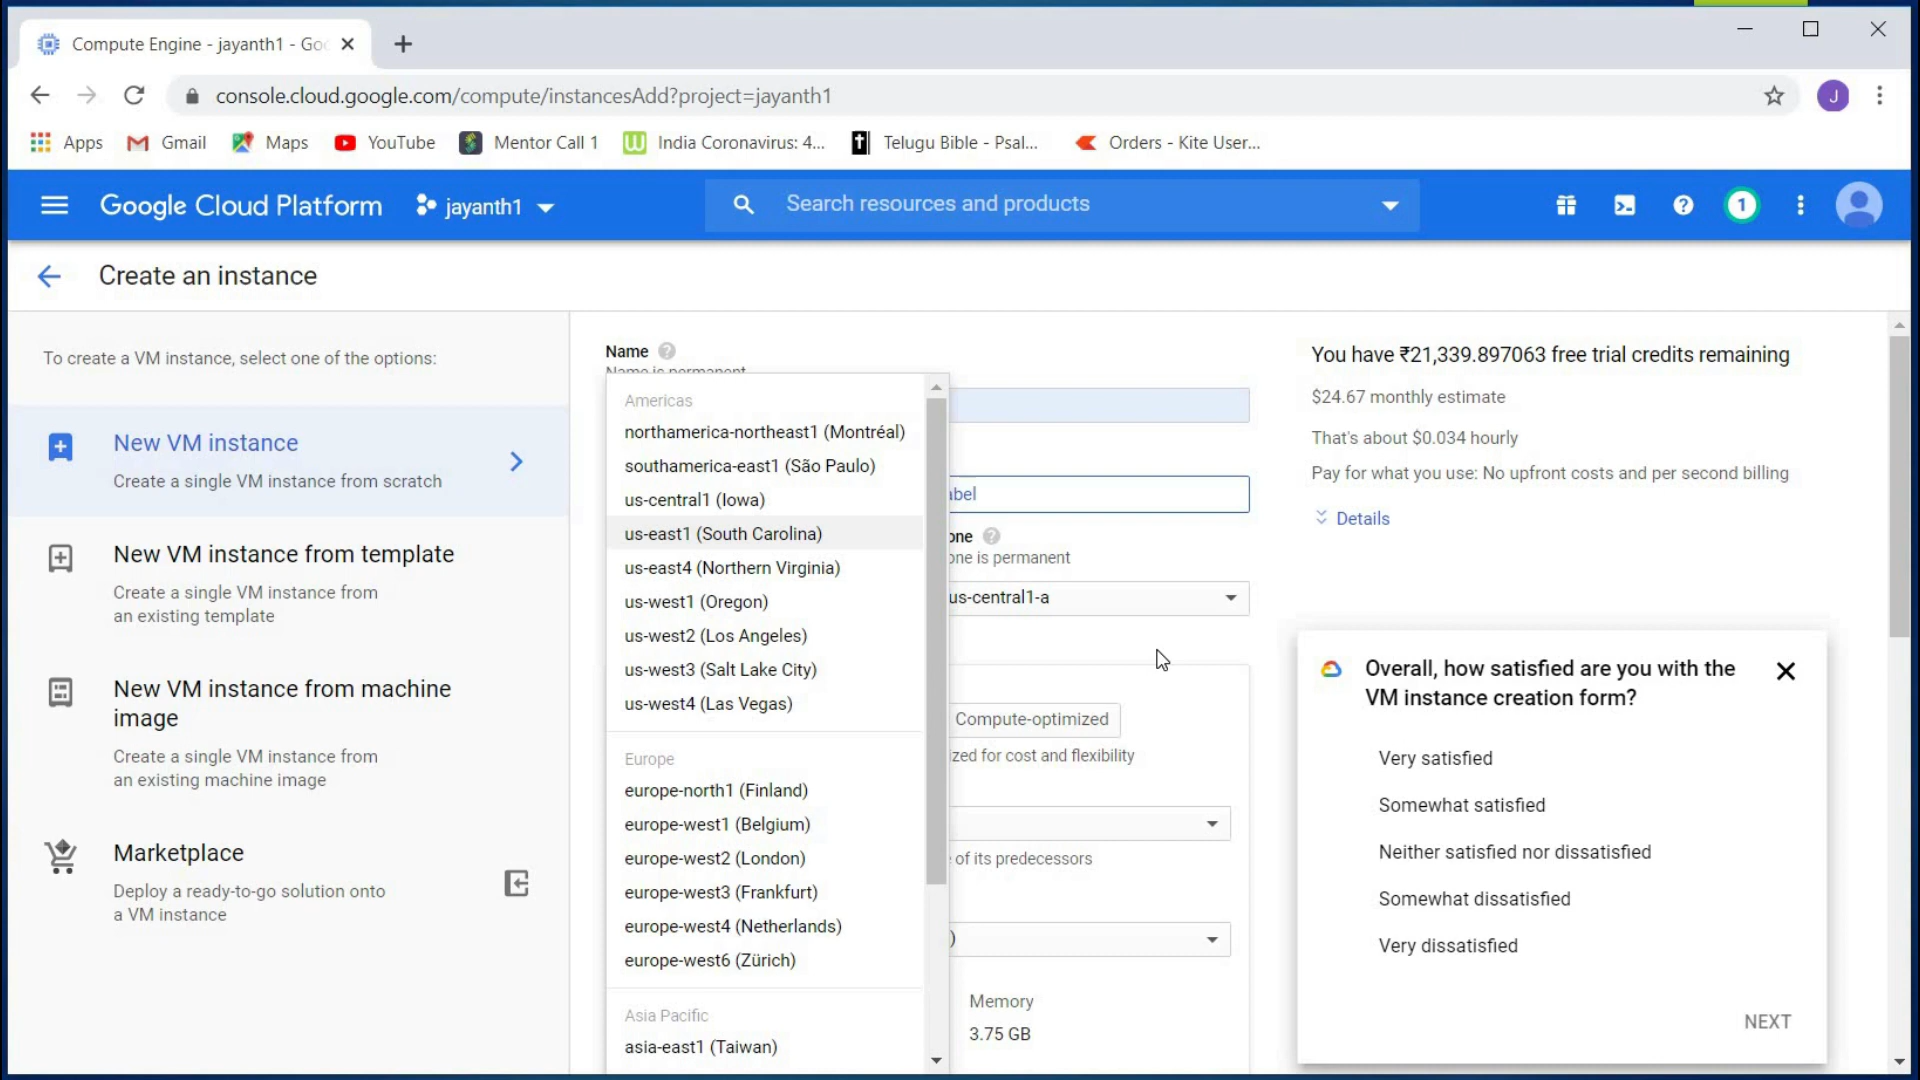 Compute Engine - jayanth1 - Goo
console.cloud.google.com/compute/instancesAdd?project=jayanth1
J
Apps
Gmail
Maps
YouTube
Mentor Call 1
India Coronavirus: 4...
Telugu Bible - Psal...
Orders - Kite User...
Google Cloud Platform
jayanth1
Search resources and products
1
Create an instance
To create a VM instance, select one of the options:
New VM instance
Create a single VM instance from scratch
New VM instance from template
Create a single VM instance from
an existing template
New VM instance from machine
image
Create a single VM instance from
an existing machine image
Marketplace
Deploy a ready-to-go solution onto
a VM instance
Name
Name is permanent
Americas
northamerica-northeast1 (Montréal)
southamerica-east1 (São Paulo)
us-central1 (Iowa)
us-east1 (South Carolina)
us-east4 (Northern Virginia)
us-west1 (Oregon)
us-west2 (Los Angeles)
us-west3 (Salt Lake City)
us-west4 (Las Vegas)
Europe
europe-north1 (Finland)
europe-west1 (Belgium)
europe-west2 (London)
europe-west3 (Frankfurt)
europe-west4 (Netherlands)
europe-west6 (Zürich)
Asia Pacific
asia-east1 (Taiwan)
abel
one
one is permanent
us-central1-a
Compute-optimized
ized for cost and flexibility
of its predecessors
)
Memory
3.75 GB
You have ₹21,339.897063 free trial credits remaining
$24.67 monthly estimate
That's about $0.034 hourly
Pay for what you use: No upfront costs and per second billing
Details
Overall, how satisfied are you with the
VM instance creation form?
Very satisfied
Somewhat satisfied
Neither satisfied nor dissatisfied
Somewhat dissatisfied
Very dissatisfied
NEXT